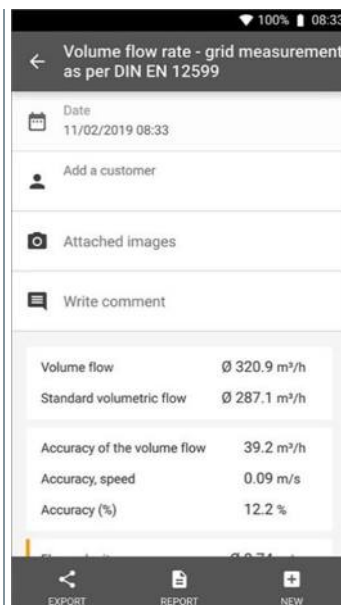 100% 08:33
Volume flow rate - grid measurement
as per DIN EN 12599
Date
11/02/2019 08:33
Add a customer
Attached images
Write comment
Volume flow Ø 320.9 m³/h
Standard volumetric flow Ø 287.1 m³/h
Accuracy of the volume flow 39.2 m³/h
Accuracy, speed 0.09 m/s
Accuracy (%) 12.2 %
EXPORT REPORT NEW